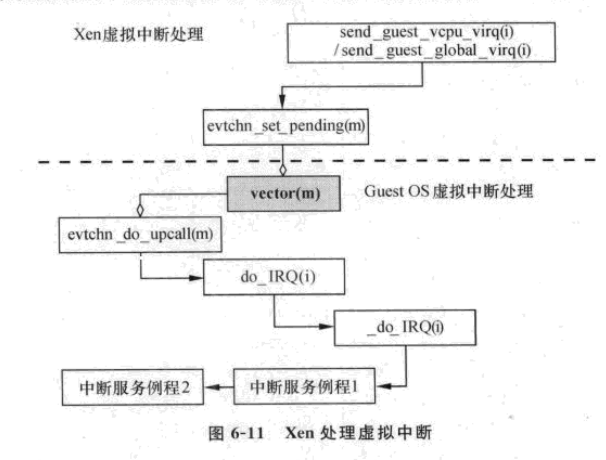 Xen虚拟中断处理
send_guest_vcpu_virq(i)
/send_guest_global_virq(i)
evtchn_set_pending(m)
vector(m)
Guest OS 虚拟中断处理
evtchn_do_upcall(m)
do_IRQ(i)
_do_IRQ(i)
中断服务例程2
中断服务例程1
图 6-11 Xen 处理虚拟中断